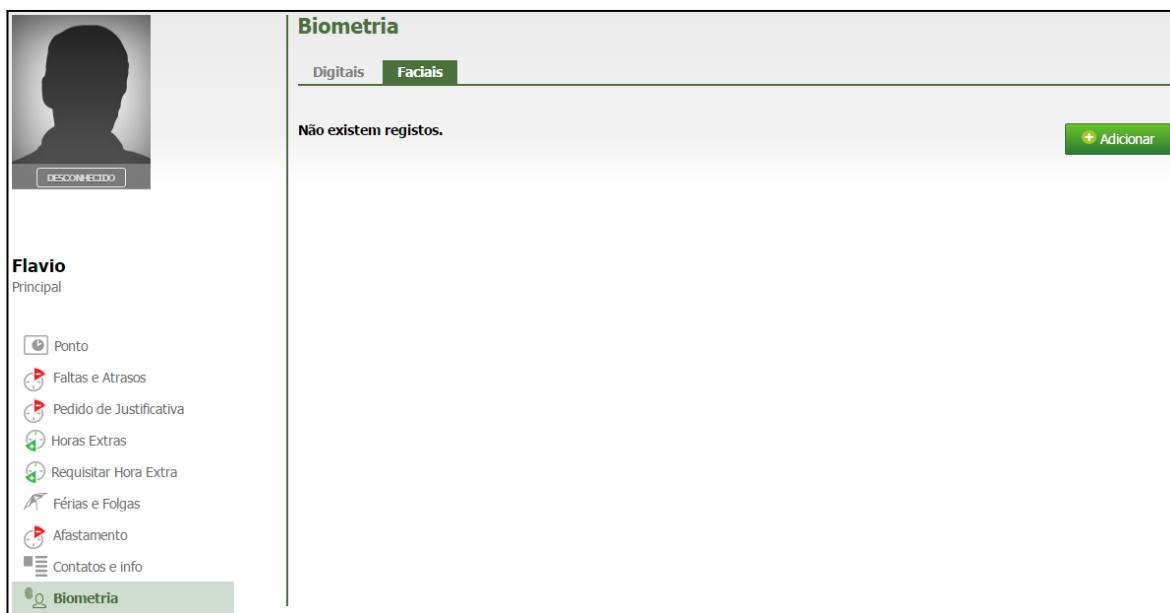 DESCONHECIDO
Flavio
Principal
Ponto
Faltas e Atrasos
Pedido de Justificativa
Horas Extras
Requisitar Hora Extra
Férias e Folgas
Afastamento
Contatos e info
Biometria
Biometria
Digitais Faciais
Não existem registos.
Adicionar